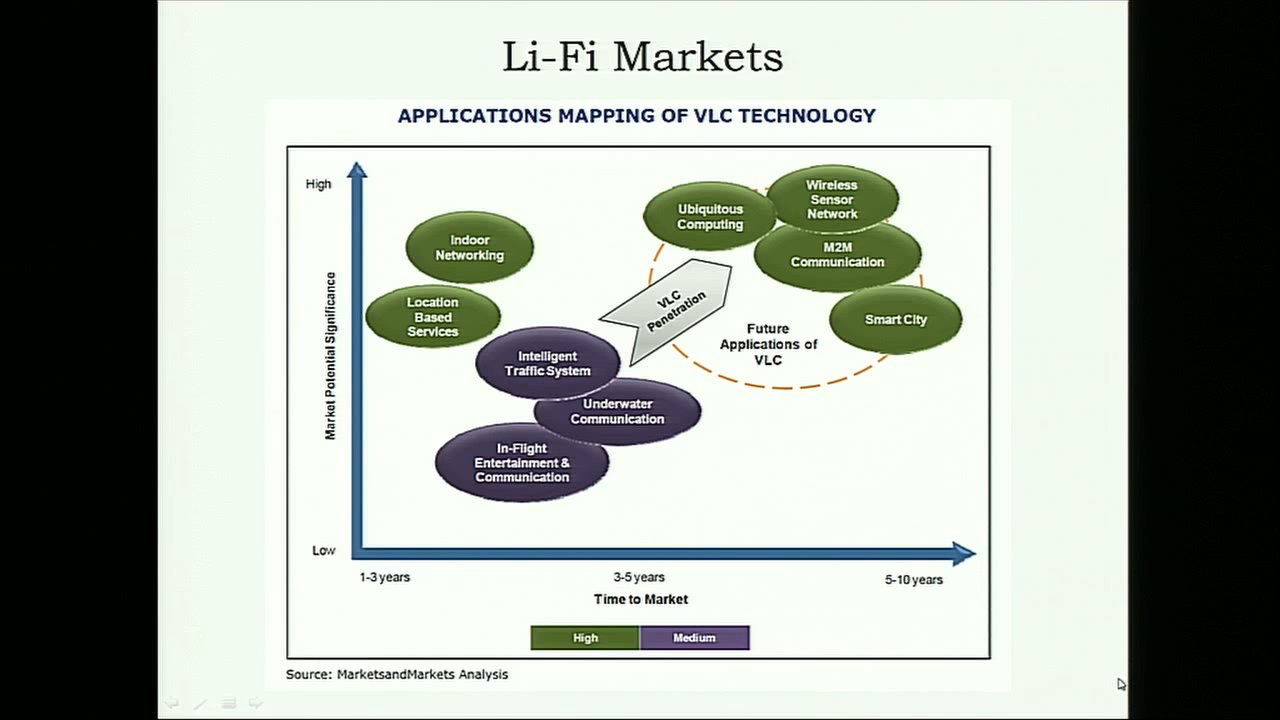 Li-Fi Markets
APPLICATIONS MAPPING OF VLC TECHNOLOGY
High
Wireless
Sensor
Network
Ubiquitous
Computing
Indoor
Networking
M2M
Communication
Location
Based
Services
VLC
Penetration
Smart City
Future
Applications of
VLC
Intelligent
Traffic System
Underwater
Communication
In-Flight
Entertainment &
Communication
Market Potential Significance
Low
1-3 years
3-5 years
5-10 years
Time to Market
High
Medium
Source: MarketsandMarkets Analysis